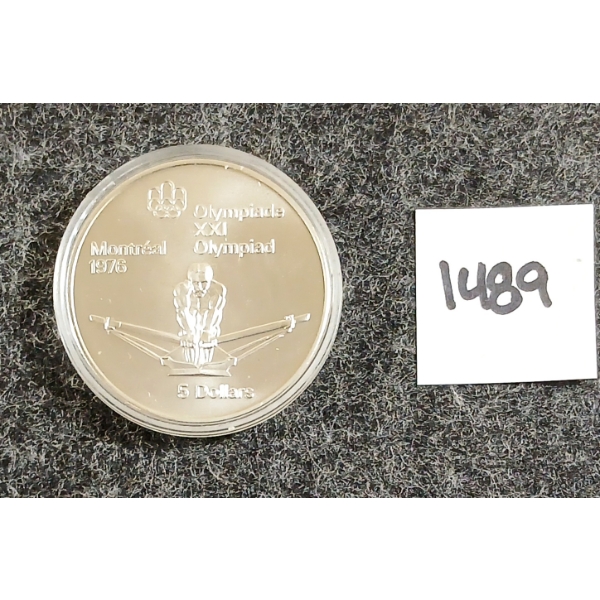 Olympiade
XXI
Olympiad
Montréal
1976
5 Dollars
1489